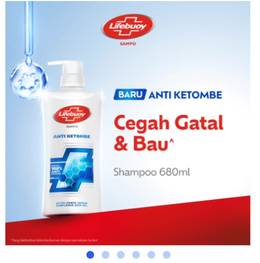 Lifebuoy
SAMPO
BARU ANTI KETOMBE
Cegah Gatal
& Bau^
Shampoo 680ml
Lifebuoy
ANTI KETOMBE